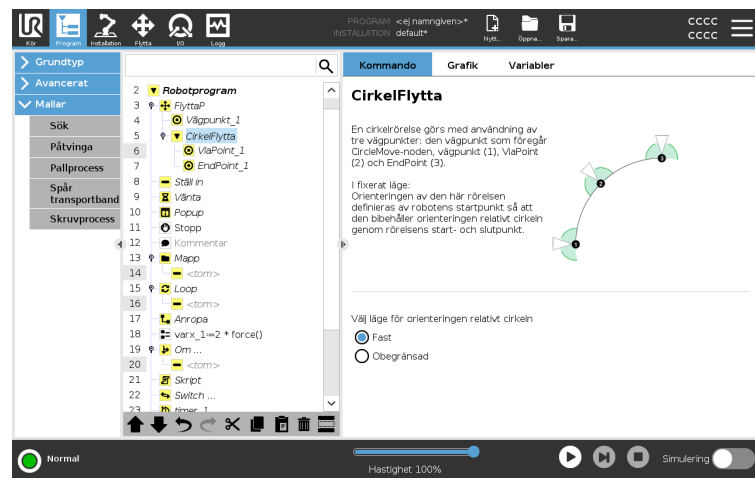 UR
Kör
Program
Installation
Flytta
I/O
Logg
PROGRAM <ej namngiven>*
INSTALLATION default*
Nytt...
Öppna...
Spara...
CCCC
CCCC
Grundtyp
Avancerat
Mallar
Sök
Påtvinga
Pallprocess
Spår
transportband
Skruvprocess
2 Robotprogram
3 FlyttaP
4 Vägpunkt_1
5 CirkelFlytta
6 ViaPoint_1
7 EndPoint_1
8 Ställ in
9 Vänta
10 Popup
11 Stopp
12 Kommentar
13 Mapp
14 <tom>
15 Loop
16 <tom>
17 Anropa
18 varx_1≔2 * force()
19 Om ...
20 <tom>
21 Skript
22 Switch ...
23 timer_1
Kommando
Grafik
Variabler
CirkelFlytta
En cirkelrörelse görs med användning av
tre vägpunkter: den vägpunkt som föregår
CircleMove-noden, vägpunkt (1), ViaPoint
(2) och EndPoint (3).
I fixerat läge:
Orienteringen av den här rörelsen
definieras av robotens startpunkt så att
den bibehåller orienteringen relativt cirkeln
genom rörelsens start- och slutpunkt.
3
2
1
Välj läge för orienteringen relativt cirkeln
Fast
Obegränsad
Normal
Hastighet 100%
Simulering